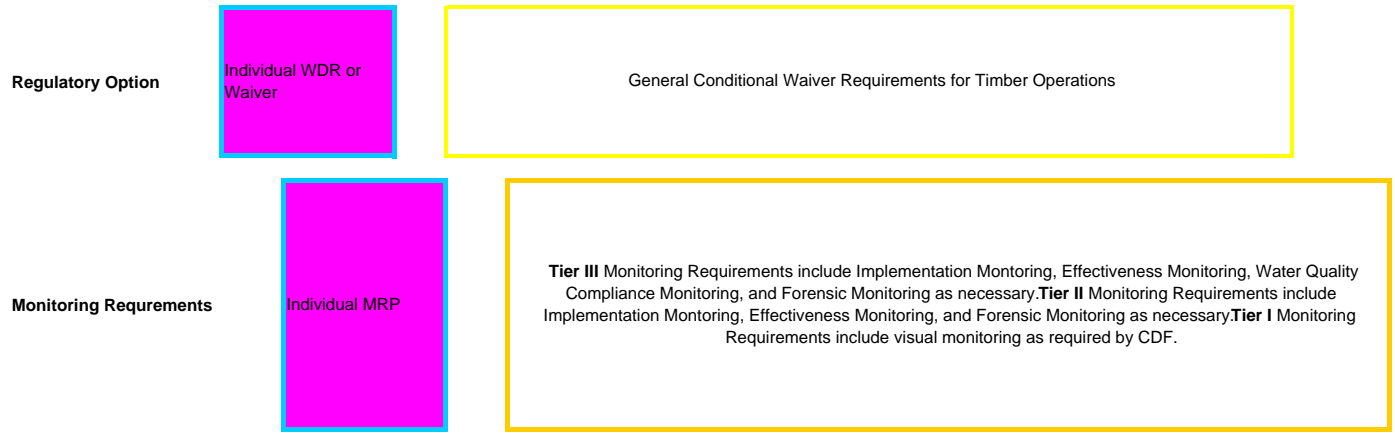 Regulatory Option
Individual WDR or
Waiver
General Conditional Waiver Requirements for Timber Operations
Monitoring Requrements
Individual MRP
Tier III Monitoring Requirements include Implementation Montoring, Effectiveness Monitoring, Water Quality
Compliance Monitoring, and Forensic Monitoring as necessary.Tier II Monitoring Requirements include
Implementation Montoring, Effectiveness Monitoring, and Forensic Monitoring as necessary.Tier I Monitoring
Requirements include visual monitoring as required by CDF.